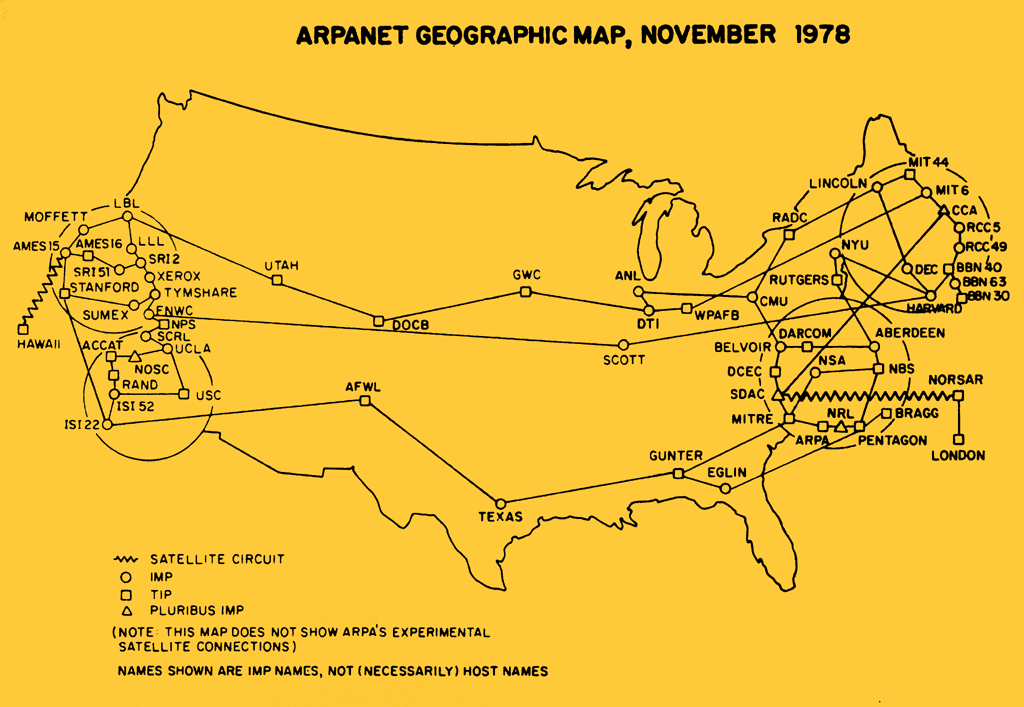 ARPANET GEOGRAPHIC MAP, NOVEMBER 1978
MIT 44
LINCOLN
MIT 6
LBL
CCA
MOFFETT
RADC
RCC 5
AMES 15
AMES16
LLL
NYU
RCC 49
SRI 2
UTAH
SRI 51
GWC
ANL
DEC
BBN 40
XEROX
RUTGERS
BBN 63
STANFORD
TYMSHARE
CMU
BBN 30
SUMEX
FNWC
WPAFB
HARVARD
NPS
DOCB
DTI
HAWAII
SCRL
DARCOM
ABERDEEN
ACCAT
UCLA
SCOTT
BELVOIR
NSA
NOSC
DCEC
NBS
RAND
AFWL
NORSAR
USC
SDAC
ISI 52
NRL
BRAGG
ISI 22
MITRE
ARPA
PENTAGON
LONDON
GUNTER
EGLIN
TEXAS
SATELLITE CIRCUIT
IMP
TIP
PLURIBUS IMP
(NOTE: THIS MAP DOES NOT SHOW ARPA'S EXPERIMENTAL
SATELLITE CONNECTIONS)
NAMES SHOWN ARE IMP NAMES, NOT (NECESSARILY) HOST NAMES